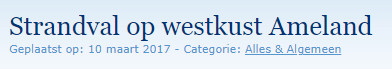 Strandval op westkust Ameland
Geplaatst op: 10 maart 2017 - Categorie: Alles & Algemeen